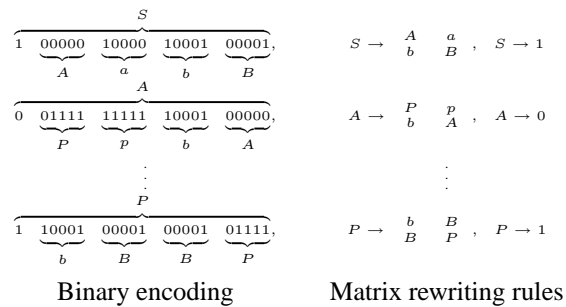 S
1 00000 10000 10001 00001,
A a b B
S → A a b B , S → 1
A
0 01111 11111 10001 00000,
P p b A
A → P p b A , A → 0
⋮ ⋮
P
1 10001 00001 00001 01111,
b B B P
P → b B B P , P → 1
Binary encoding Matrix rewriting rules